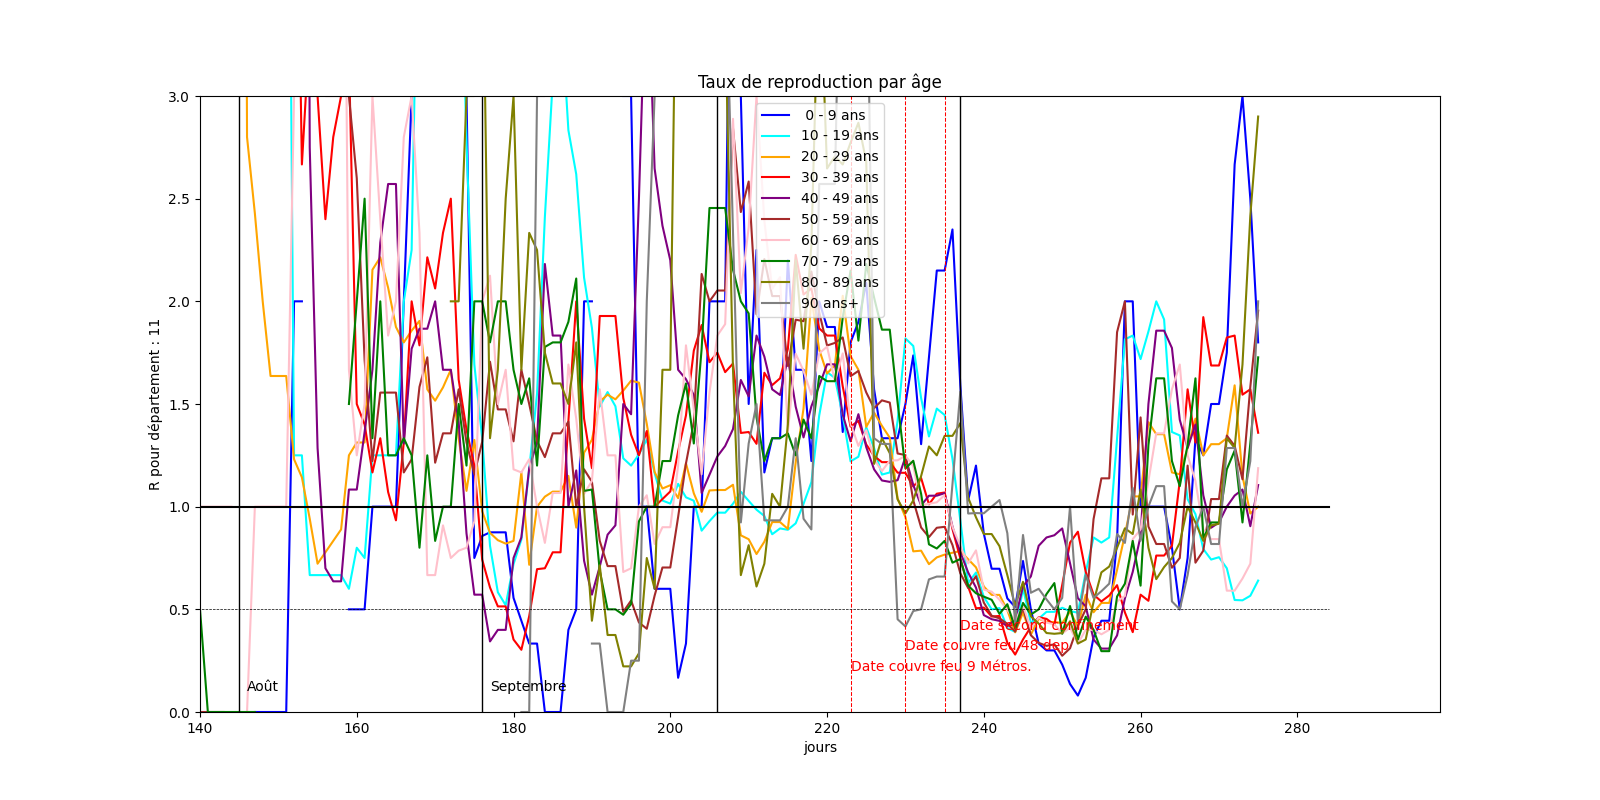 Taux de reproduction par âge
R pour département : 11
3.0
2.5
2.0
1.5
1.0
0.5
0.0
0 - 9 ans
10 - 19 ans
20 - 29 ans
30 - 39 ans
40 - 49 ans
50 - 59 ans
60 - 69 ans
70 - 79 ans
80 - 89 ans
90 ans+
Date second confinement
Date couvre feu 48 dep.
Date couvre feu 9 Métros.
Août
Septembre
140
160
180
200
220
240
260
280
jours